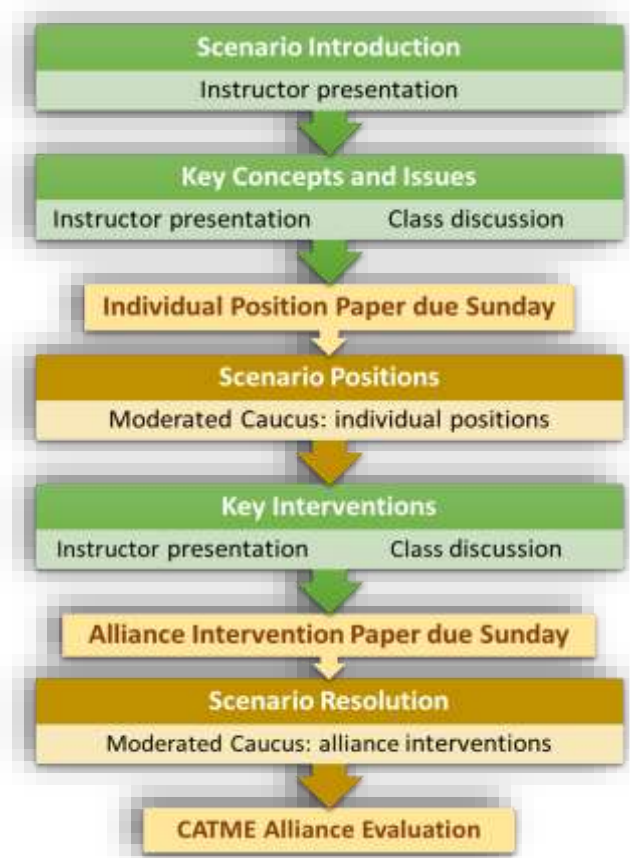 Scenario Introduction
Instructor presentation
Key Concepts and Issues
Instructor presentation Class discussion
Individual Position Paper due Sunday
Scenario Positions
Moderated Caucus: individual positions
Key Interventions
Instructor presentation Class discussion
Alliance Intervention Paper due Sunday
Scenario Resolution
Moderated Caucus: alliance interventions
CATME Alliance Evaluation